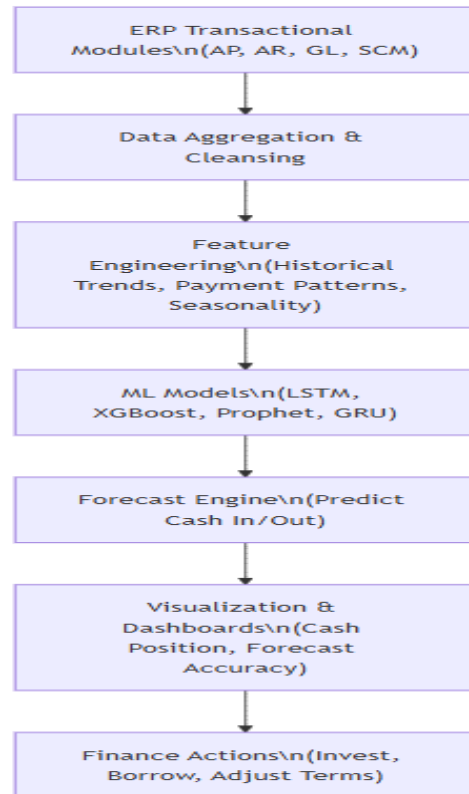 ERP Transactional
Modules\n(AP, AR, GL, SCM)
Data Aggregation &
Cleansing
Feature
Engineering\n(Historical
Trends, Payment Patterns,
Seasonality)
ML Models\n(LSTM,
XGBoost, Prophet, GRU)
Forecast Engine\n(Predict
Cash In/Out)
Visualization &
Dashboards\n(Cash
Position, Forecast
Accuracy)
Finance Actions\n(Invest,
Borrow, Adjust Terms)